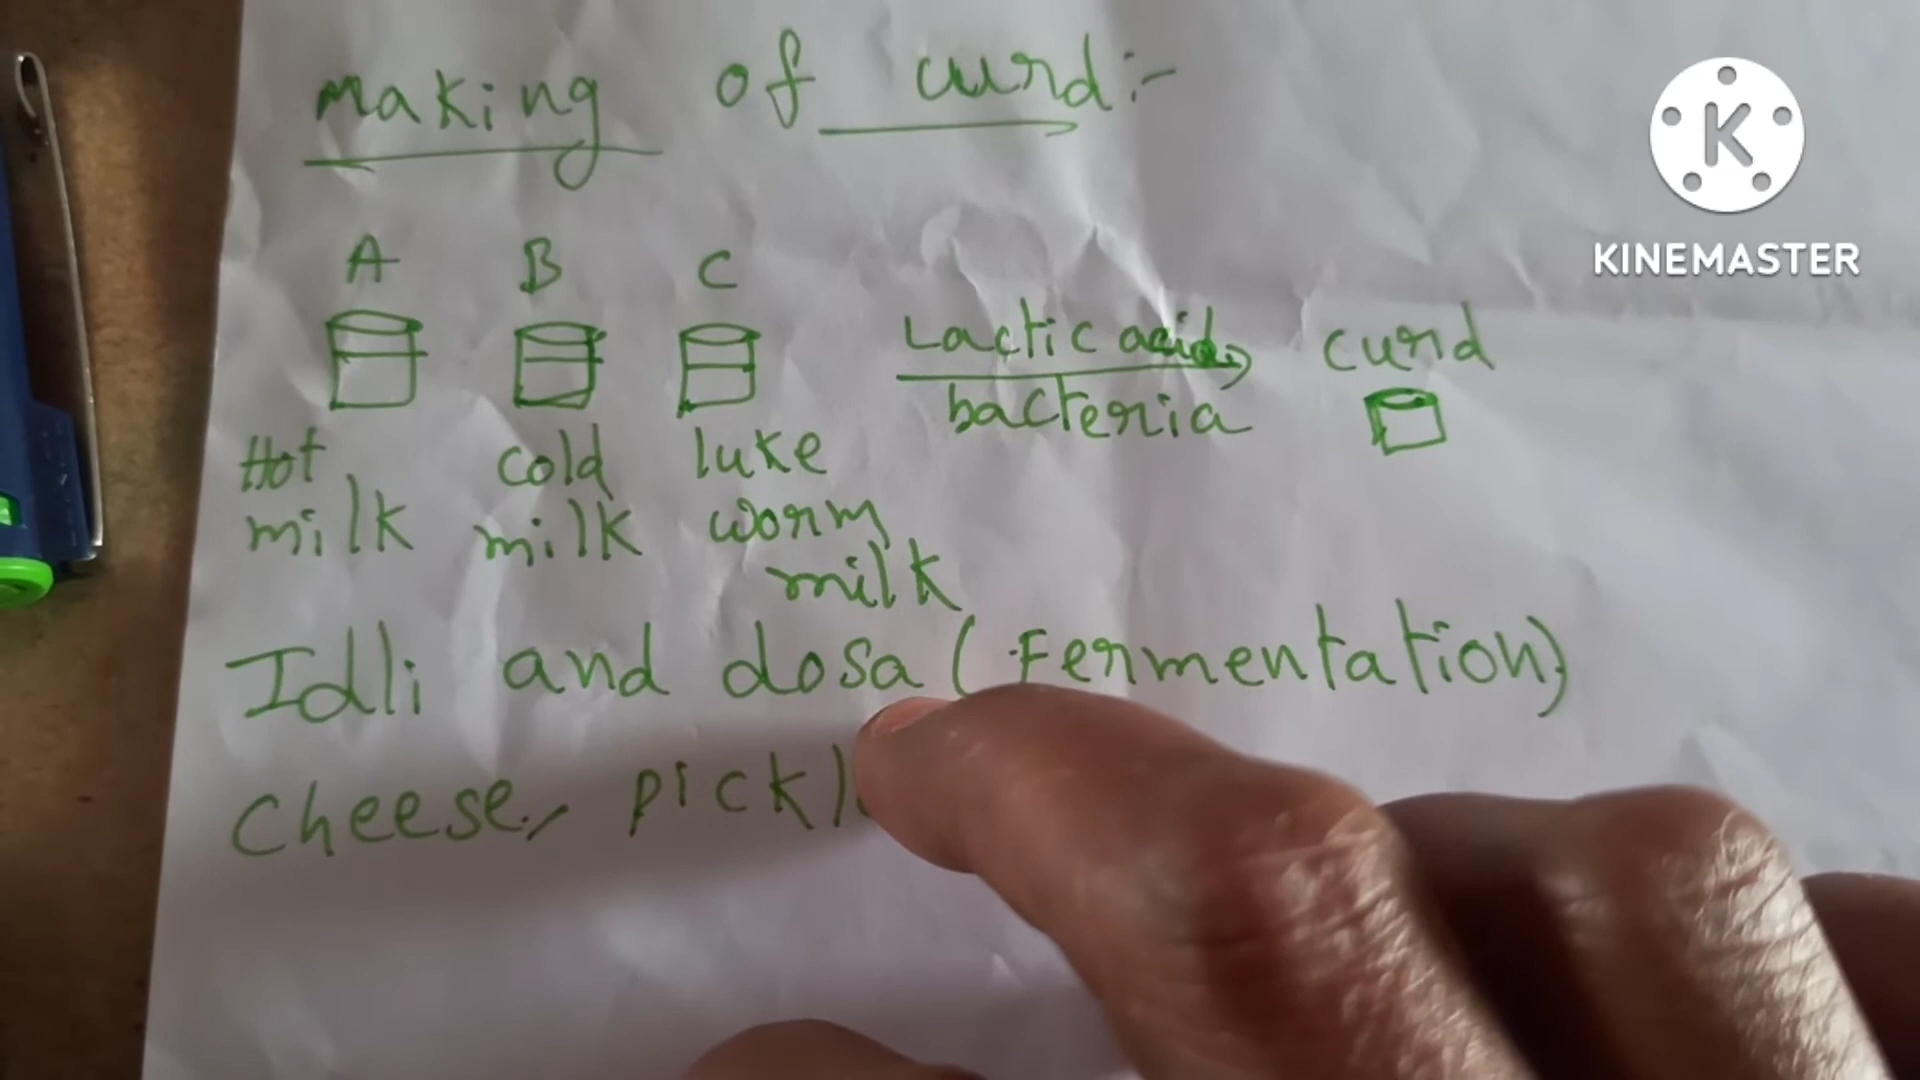 Making of curd:-
A B C
Lactic acid
bacteria
curd
Hot
milk
cold
milk
luke
worm
milk
Idli and dosa (Fermentation)
Cheese, pickl
K
KINEMASTER